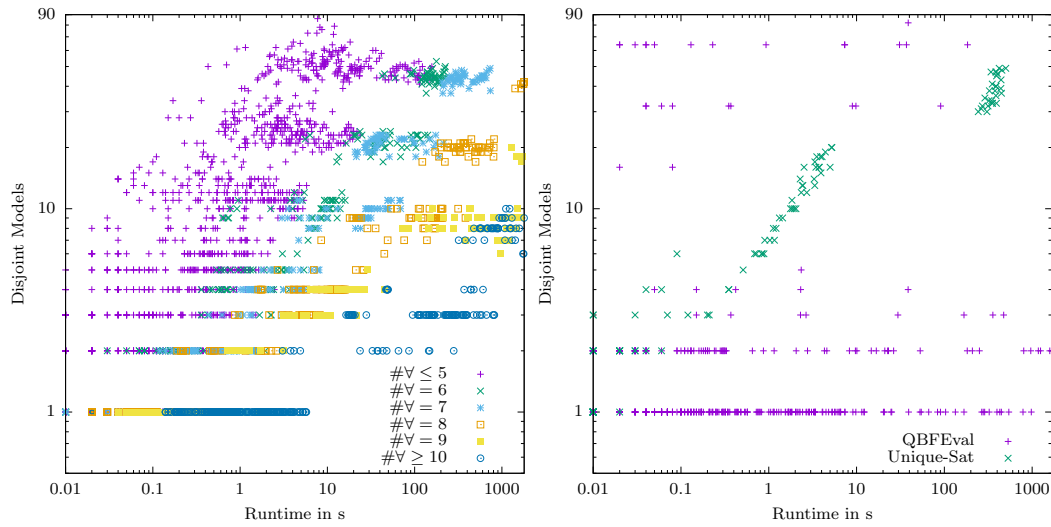 90
10
1
Disjoint Models
0.01 0.1 1 10 100 1000
Runtime in s
#∀ ≤ 5
#∀ = 6
#∀ = 7
#∀ = 8
#∀ = 9
#∀ ≥ 10
90
10
1
Disjoint Models
0.01 0.1 1 10 100 1000
Runtime in s
QBFEval
Unique-Sat